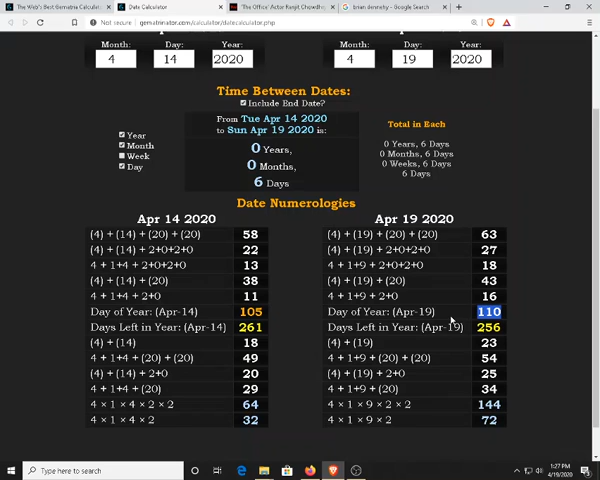 The Web's Best Gematria Calculator
Date Calculator
'The Office' Actor Ranjit Chowdhry
brian dennehy - Google Search
Not secure | gematrinator.com/calculator/datecalculator.php
Month: Day: Year:
4 14 2020
Month: Day: Year:
4 19 2020
Time Between Dates:
Include End Date?
Year
Month
Week
Day
From Tue Apr 14 2020
to Sun Apr 19 2020 is:
0 Years,
0 Months,
6 Days
Total in Each
0 Years, 6 Days
0 Months, 6 Days
0 Weeks, 6 Days
6 Days
Date Numerologies
Apr 14 2020
(4) + (14) + (20) + (20) 58
(4) + (14) + 2+0+2+0 22
4 + 1+4 + 2+0+2+0 13
(4) + (14) + (20) 38
4 + 1+4 + 2+0 11
Day of Year: (Apr-14) 105
Days Left in Year: (Apr-14) 261
(4) + (14) 18
4 + 1+4 + (20) + (20) 49
(4) + (14) + 2+0 20
4 + 1+4 + (20) 29
4 × 1 × 4 × 2 × 2 64
4 × 1 × 4 × 2 32
Apr 19 2020
(4) + (19) + (20) + (20) 63
(4) + (19) + 2+0+2+0 27
4 + 1+9 + 2+0+2+0 18
(4) + (19) + (20) 43
4 + 1+9 + 2+0 16
Day of Year: (Apr-19) 110
Days Left in Year: (Apr-19) 256
(4) + (19) 23
4 + 1+9 + (20) + (20) 54
(4) + (19) + 2+0 25
4 + 1+9 + (20) 34
4 × 1 × 9 × 2 × 2 144
4 × 1 × 9 × 2 72
Type here to search
1:27 PM
4/19/2020